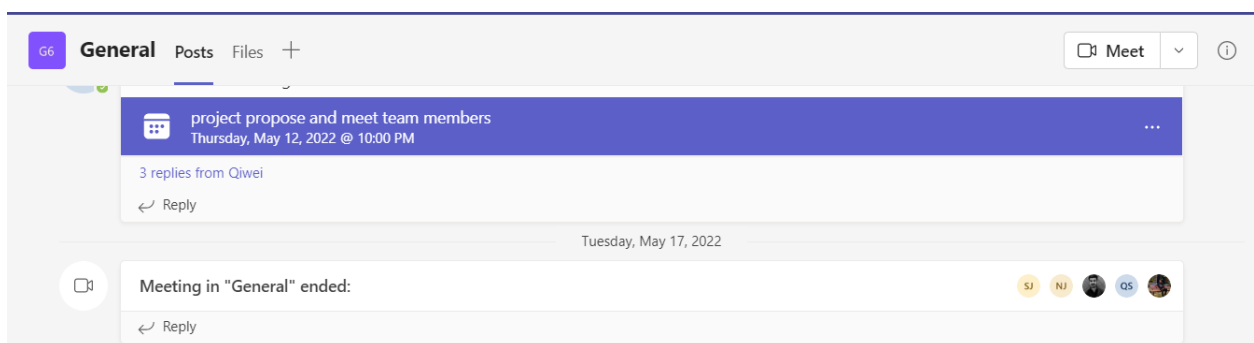 G6 General Posts Files Meet
project propose and meet team members
Thursday, May 12, 2022 @ 10:00 PM
3 replies from Qiwei
Reply
Tuesday, May 17, 2022
Meeting in "General" ended: SJ NJ QS
Reply